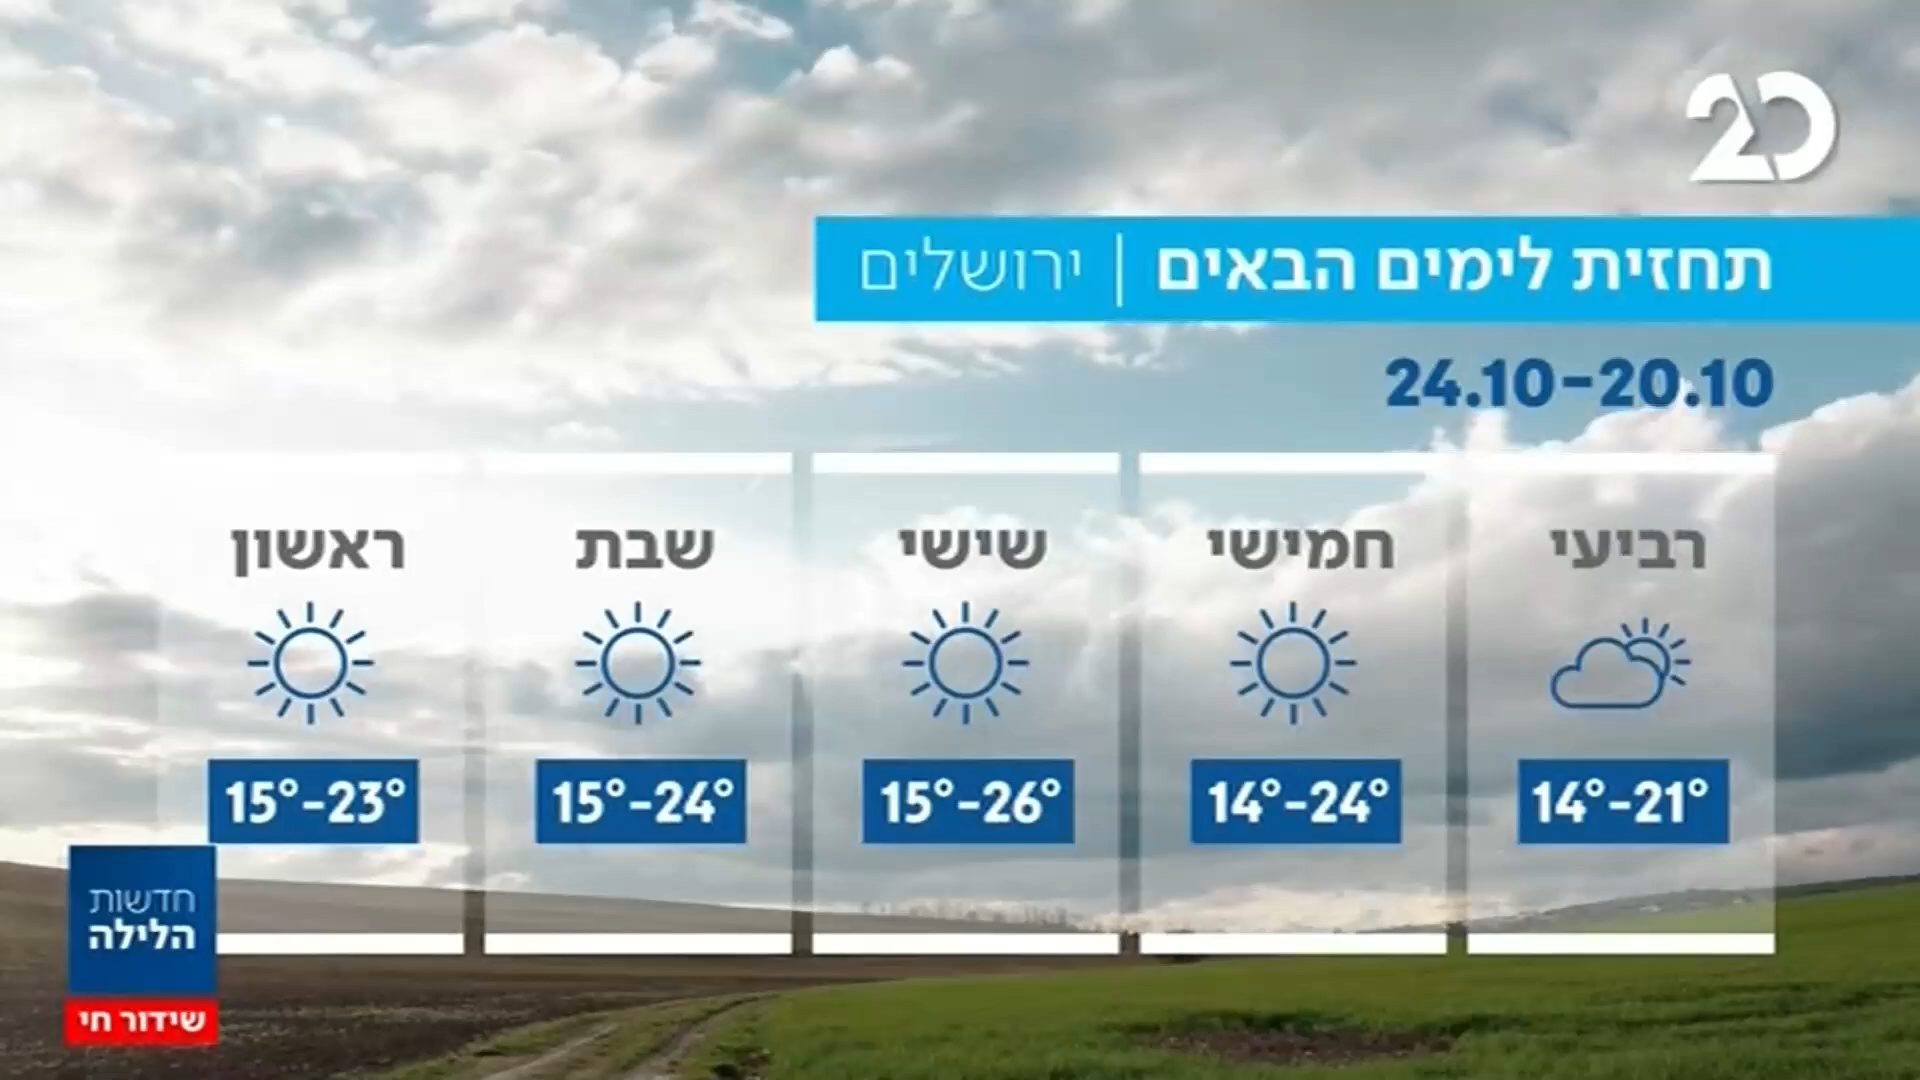 20
תחזית לימים הבאים | ירושלים
24.10-20.10
רביעי
14°-21°
חמישי
14°-24°
שישי
15°-26°
שבת
15°-24°
ראשון
15°-23°
חדשות
הלילה
שידור חי